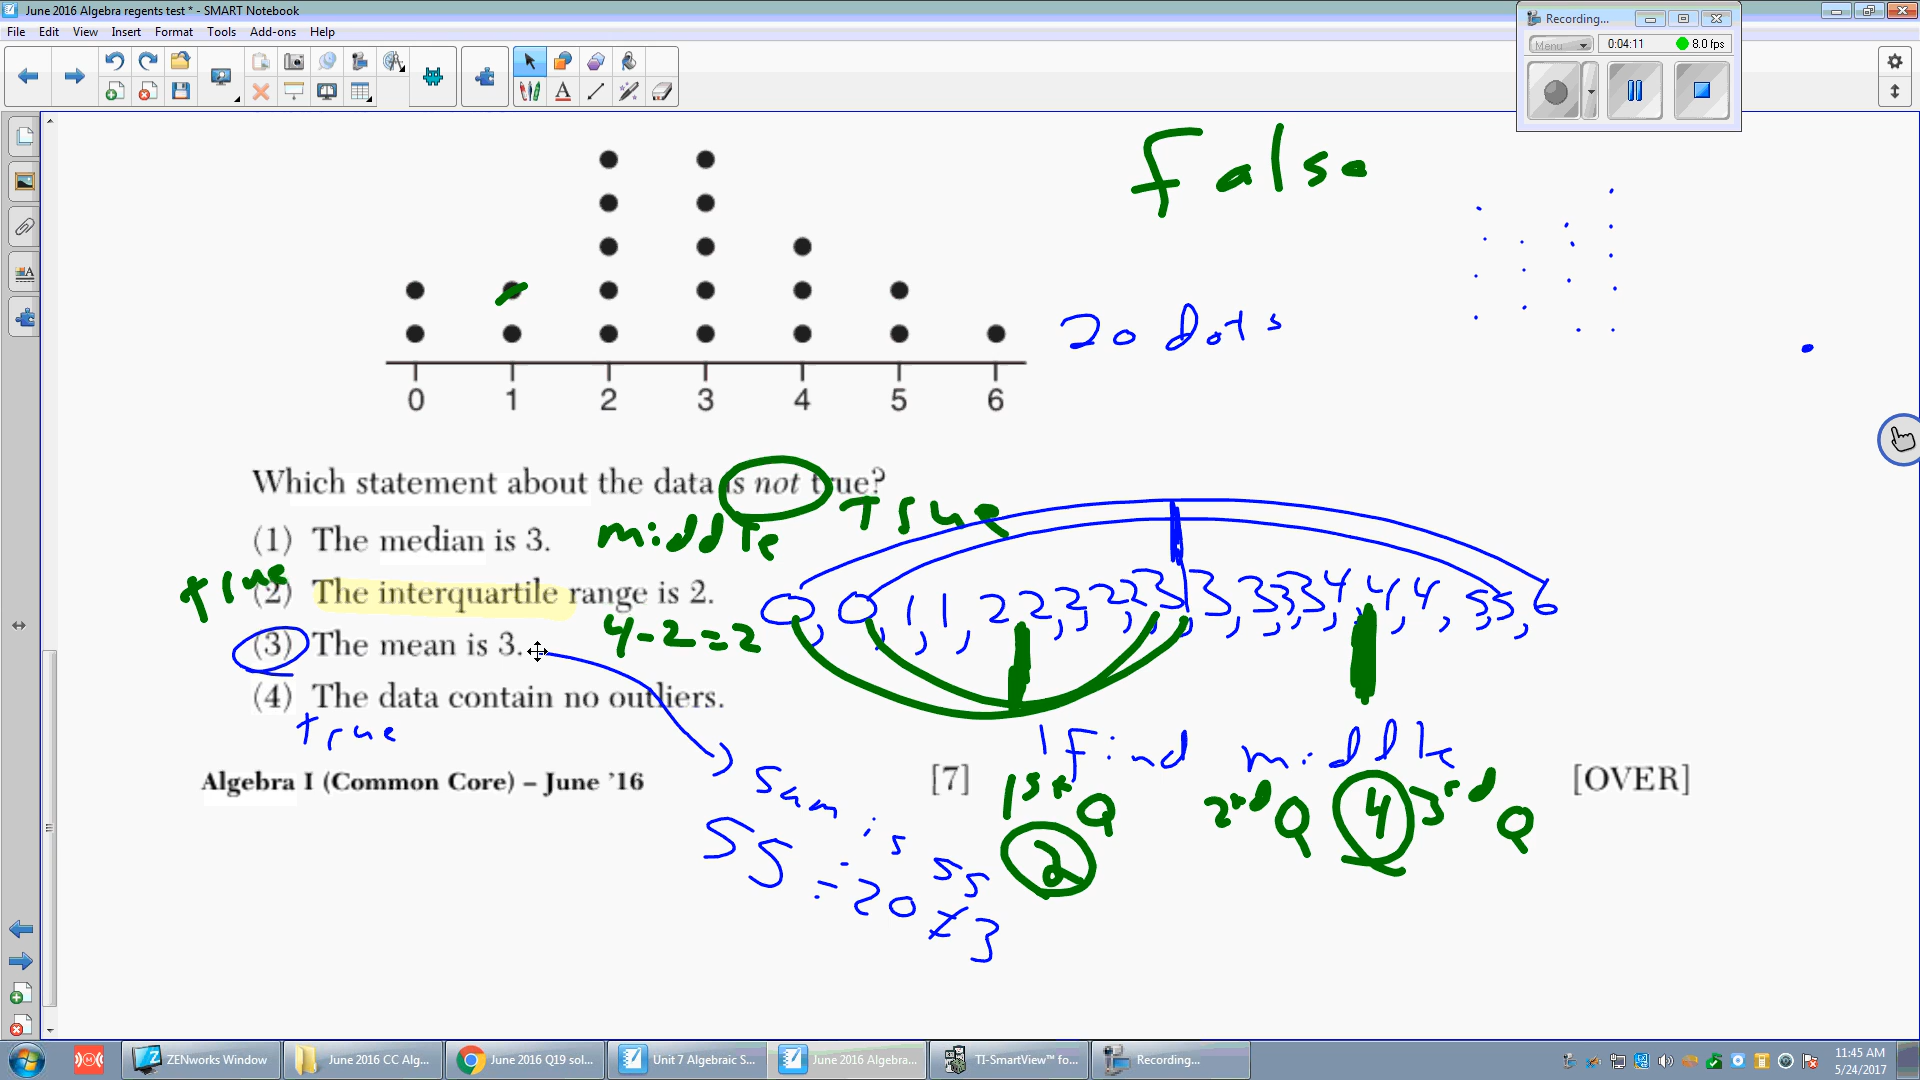 June 2016 Algebra regents test * - SMART Notebook
File Edit View Insert Format Tools Add-ons Help
Recording...
Menu 0:04:11 8.0 fps
False
20 dots
0 1 2 3 4 5 6
Which statement about the data is not true?
True
(1) The median is 3. middle
true
(2) The interquartile range is 2.
4-2=2
0, 0, 1, 1, 2 2, 2, 2, 2, 3, 3, 3, 3, 3, 4, 4, 4, 5, 5, 6
(3) The mean is 3.
(4) The data contain no outliers.
true
Find middle
Algebra I (Common Core) – June ’16 [7] [OVER]
1st Q 2nd Q 4 3rd Q
2
Sum is 55
55 ÷ 20 ≠ 3
ZENworks Window June 2016 CC Alg... June 2016 Q19 sol... Unit 7 Algebraic S... June 2016 Algebra... TI-SmartView™ fo... Recording...
11:45 AM
5/24/2017